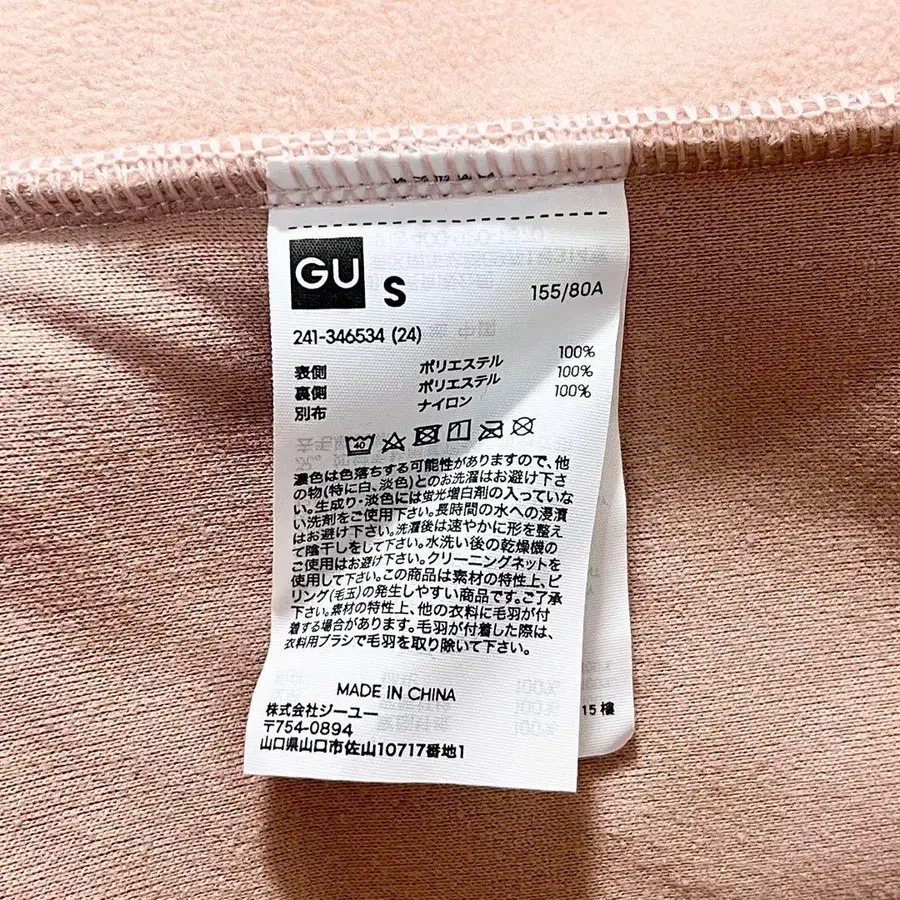 GU S 155/80A
241-346534 (24)
表側 ポリエステル 100%
裏側 ポリエステル 100%
別布 ナイロン 100%
40
濃色は色落ちする可能性がありますので、他
の物(特に白、淡色)とのお洗濯はお避け下さ
い。生成り・淡色には蛍光増白剤の入っていな
い洗剤をご使用下さい。長時間の水への浸漬
はお避け下さい。洗濯後は速やかに形を整え
て陰干しをして下さい。水洗い後の乾燥機の
ご使用はお避け下さい。クリーニングネットを
使用して下さい。この商品は素材の特性上、ピ
リング(毛玉)の発生しやすい商品です。ご了承
下さい。素材の特性上、他の衣料に毛羽が付
着する場合があります。毛羽が付着した際は、
衣料用ブラシで毛羽を取り除いて下さい。
MADE IN CHINA
株式会社ジーユー
〒754-0894
山口県山口市佐山10717番地1
15 樓